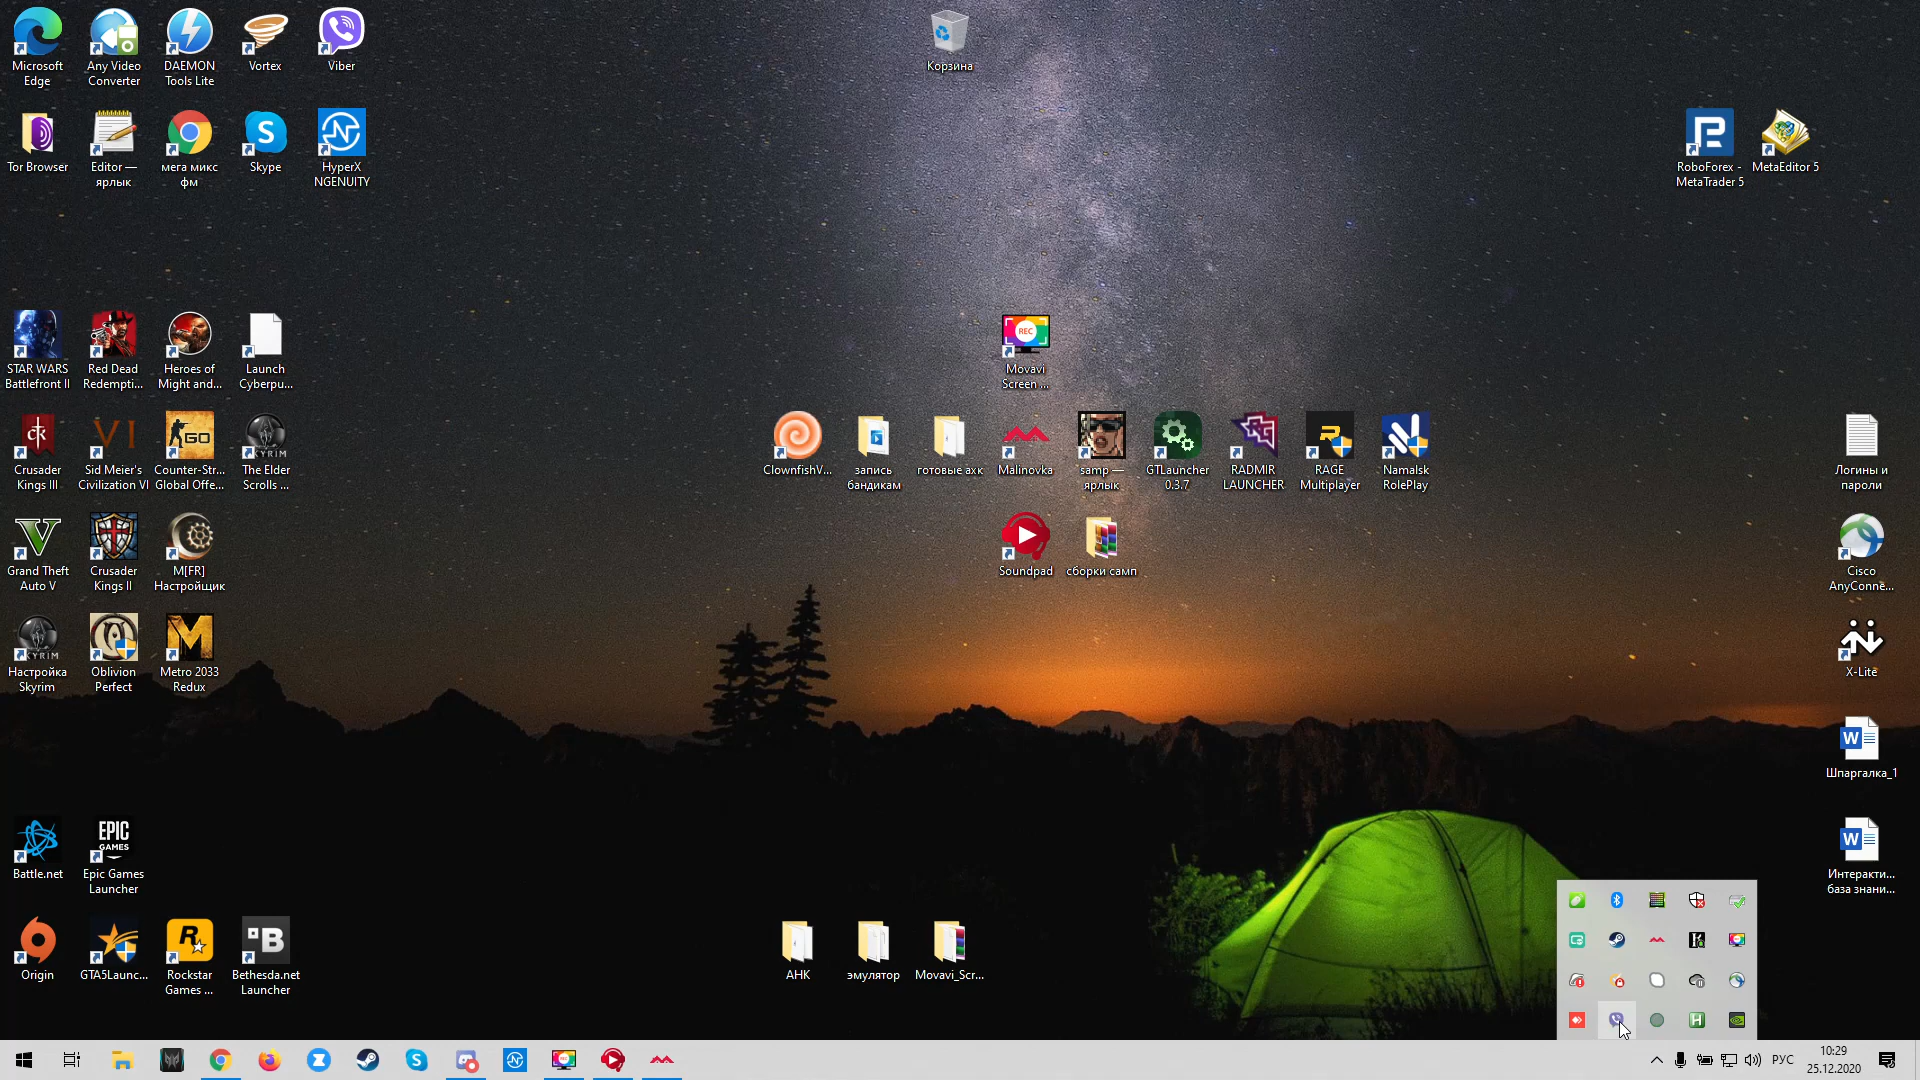 Microsoft
Edge
Any Video
Converter
DAEMON
Tools Lite
Vortex
Viber
Корзина
Tor Browser
Editor —
ярлык
мега микс
фм
Skype
HyperX
NGENUITY
RoboForex -
MetaTrader 5
MetaEditor 5
STAR WARS
Battlefront II
Red Dead
Redempti...
Heroes of
Might and...
Launch
Cyberpu...
REC
Movavi
Screen ...
Crusader
Kings III
VI
Sid Meier's
Civilization VI
GO
Counter-Str...
Global Offe...
SKYRIM
The Elder
Scrolls ...
ClownfishV...
запись
бандикам
готовые ахк
Malinovka
samp —
ярлык
GTLauncher
0.3.7
RADMIR
LAUNCHER
RAGE
Multiplayer
Namalsk
RolePlay
Логины и
пароли
Grand Theft
Auto V
Crusader
Kings II
M[FR]
Настройщик
Soundpad
сборки самп
Cisco
AnyConne...
SKYRIM
Настройка
Skyrim
Oblivion
Perfect
Metro 2033
Redux
X-Lite
Шпаргалка_1
Battle.net
EPIC
GAMES
Epic Games
Launcher
Интеракти...
база знани...
Origin
GTA5Launc...
Rockstar
Games ...
Bethesda.net
Launcher
АНК
эмулятор
Movavi_Scr...
РУС
10:29
25.12.2020